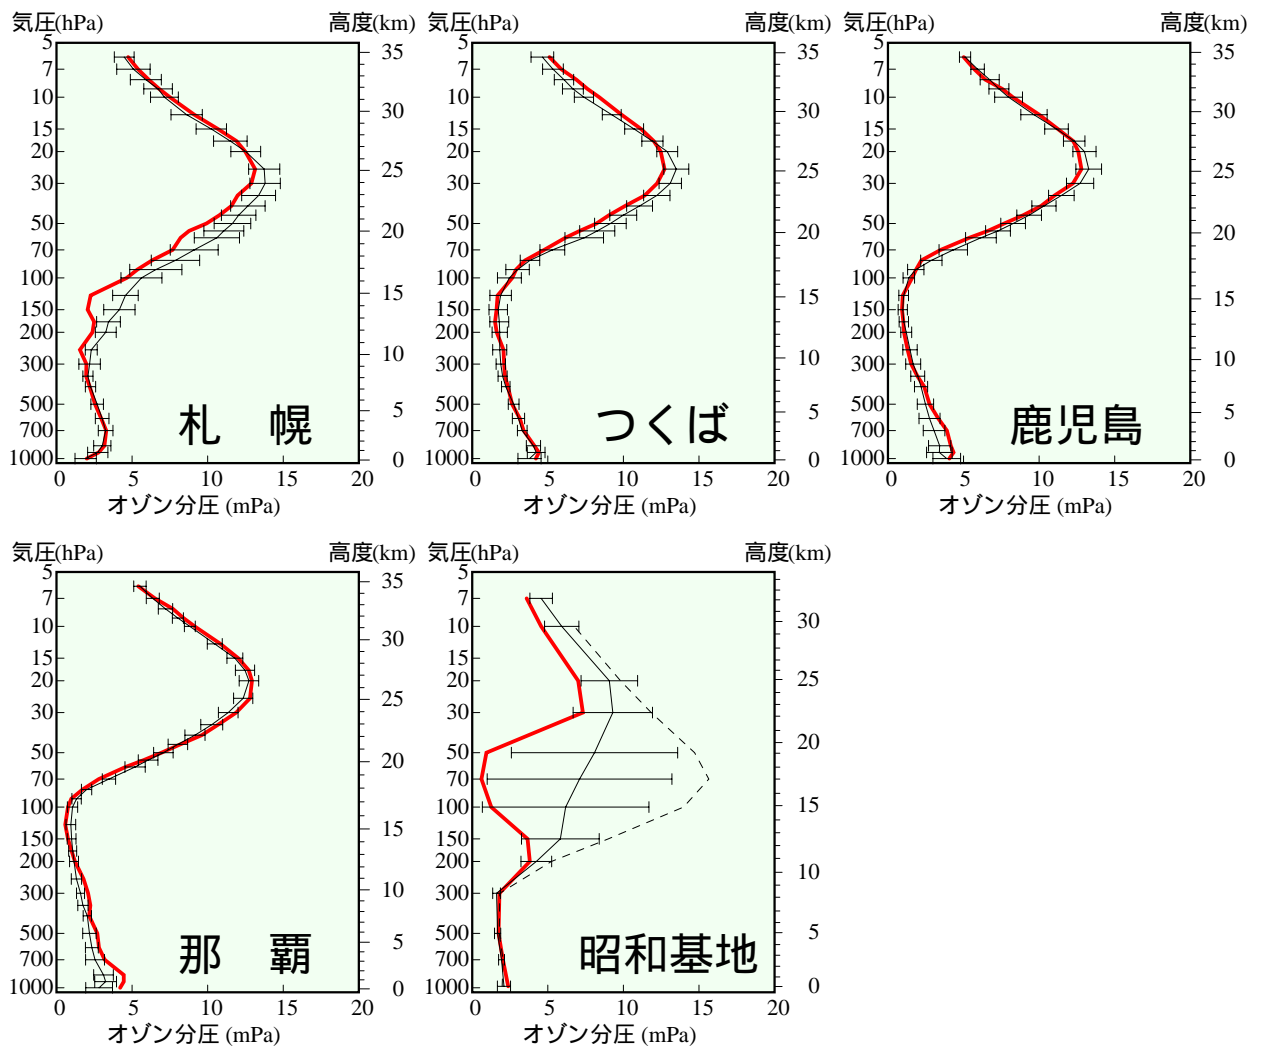 気圧(hPa) 高度(km) 気圧(hPa) 高度(km) 気圧(hPa) 高度(km)
5 35 5 35 5 35
7 7 7
10 30 10 30 10 30
15 15 15
20 20 20
25 25 25
30 30 30
50 20 50 20 50 20
70 70 70
100 100 100
15 15 15
150 150 150
200 200 200
300 10 300 10 300 10
500 5 500 5 500 5
札 幌 つくば 鹿児島
700 700 700
1000 0 1000 0 1000 0
0 5 10 15 20 0 5 10 15 20 0 5 10 15 20
オゾン分圧 (mPa) オゾン分圧 (mPa) オゾン分圧 (mPa)
気圧(hPa) 高度(km) 気圧(hPa) 高度(km)
5 35 5
7 7
10 30 10 30
15 15
20 25 20 25
30 30
50 20 50 20
70 70
100 15 100 15
150 150
200 200 10
300 10 300
500 5 500 5
那 覇 昭和基地
700 700
1000 0 1000 0
0 5 10 15 20 0 5 10 15 20
オゾン分圧 (mPa) オゾン分圧 (mPa)